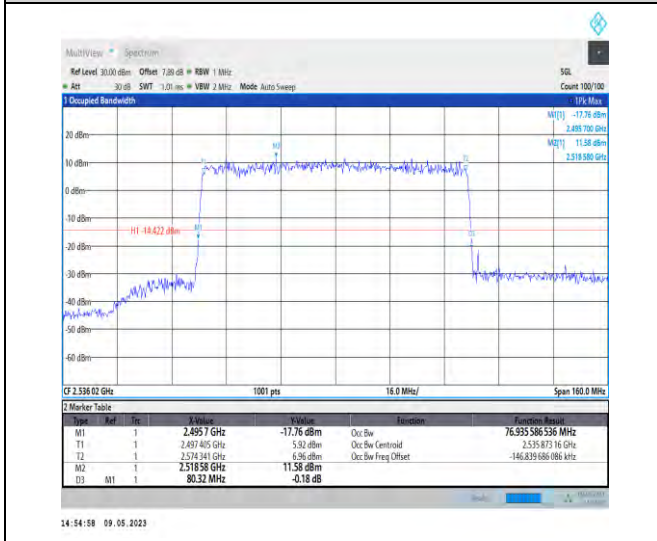 MultiView Spectrum
Ref Level 30.00 dBm Offset 7.89 dB RBW 1 MHz SGL
Att 30 dB SWT 1.01 ms VBW 2 MHz Mode Auto Sweep Count 100/100
1 Occupied Bandwidth 1Pk Max
M1[1] -17.76 dBm
2.495 700 GHz
M2[1] 11.58 dBm
2.518 580 GHz
20 dBm
M2
10 dBm
T1
T2
0 dBm
-10 dBm
H1 -14.422 dBm
M1
D3
-20 dBm
-30 dBm
-40 dBm
-50 dBm
-60 dBm
CF 2.536 02 GHz 1001 pts 16.0 MHz/ Span 160.0 MHz
2 Marker Table
Type Ref Trc X-Value Y-Value Function Function Result
M1 1 2.495 7 GHz -17.76 dBm Occ Bw 76.935 586 536 MHz
T1 1 2.497 405 GHz 5.92 dBm Occ Bw Centroid 2.535 873 16 GHz
T2 1 2.574 341 GHz 6.96 dBm Occ Bw Freq Offset -146.839 686 086 kHz
M2 1 2.518 58 GHz 11.58 dBm
D3 M1 1 80.32 MHz -0.18 dB
14:54:58 09.05.2023